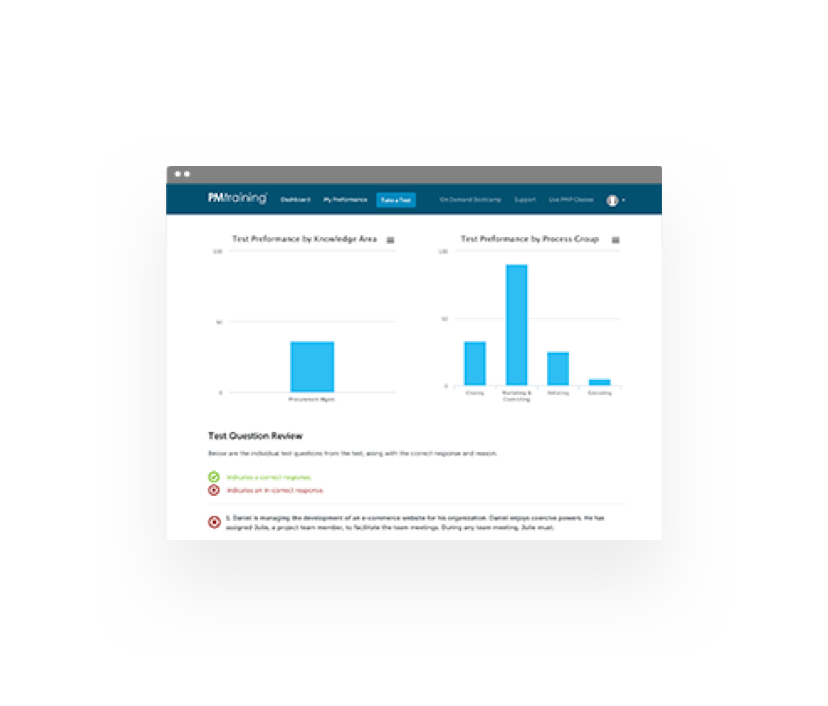 PMtraining
Dashboard My Preformance Take a Test On Demand Bootcamp Support Live PMP Classes
Test Preformance by Knowledge Area
100
50
0
Procurement Mgmt
Test Preformance by Process Group
100
50
0
Closing Monitoring & Initiating Executing
Controlling
Test Question Review
Below are the individual test questions from the test, along with the correct response and reason.
indicates a correct response.
indicates an in-correct response.
1. Daniel is managing the development of an e-commerce website for his organization. Daniel enjoys coercive powers. He has
assigned Julie, a project team member, to facilitate the team meetings. During any team meeting, Julie must: